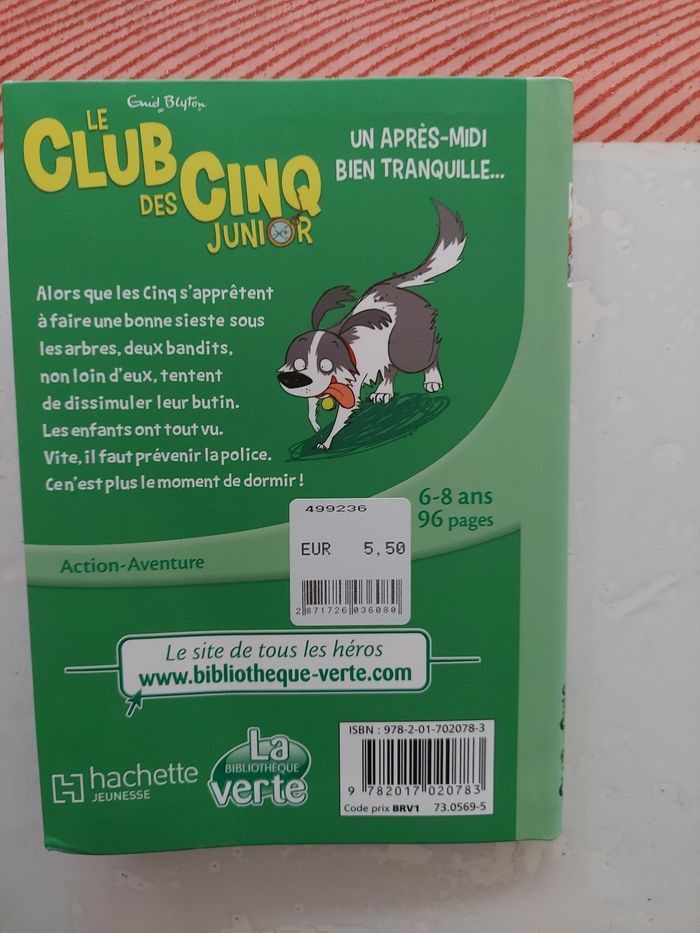 Enid Blyton
LE
CLUB
DES CINQ
JUNIOR
UN APRÈS-MIDI
BIEN TRANQUILLE...
Alors que les Cinq s'apprêtent
à faire une bonne sieste sous
les arbres, deux bandits,
non loin d'eux, tentent
de dissimuler leur butin.
Les enfants ont tout vu.
Vite, il faut prévenir la police.
Ce n'est plus le moment de dormir !
6-8 ans
96 pages
499236
EUR 5,50
2 871726 036080
Action-Aventure
Le site de tous les héros
www.bibliotheque-verte.com
hachette
JEUNESSE
La
BIBLIOTHÈQUE
verte
ISBN : 978-2-01-702078-3
9 782017 020783
Code prix BRV1 73.0569-5